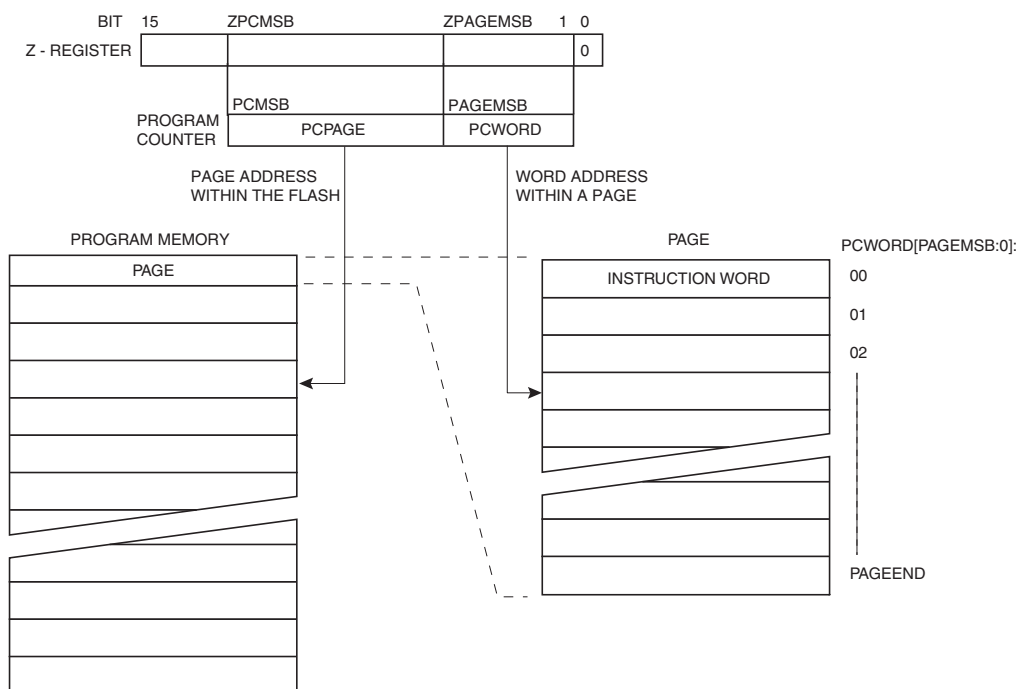 BIT 15 ZPCMSB ZPAGEMSB 1 0
Z - REGISTER 0
PCMSB PAGEMSB
PROGRAM
COUNTER
PCPAGE PCWORD
PAGE ADDRESS
WITHIN THE FLASH
WORD ADDRESS
WITHIN A PAGE
PROGRAM MEMORY
PAGE
PAGE
PCWORD[PAGEMSB:0]:
INSTRUCTION WORD 00
01
02
PAGEEND